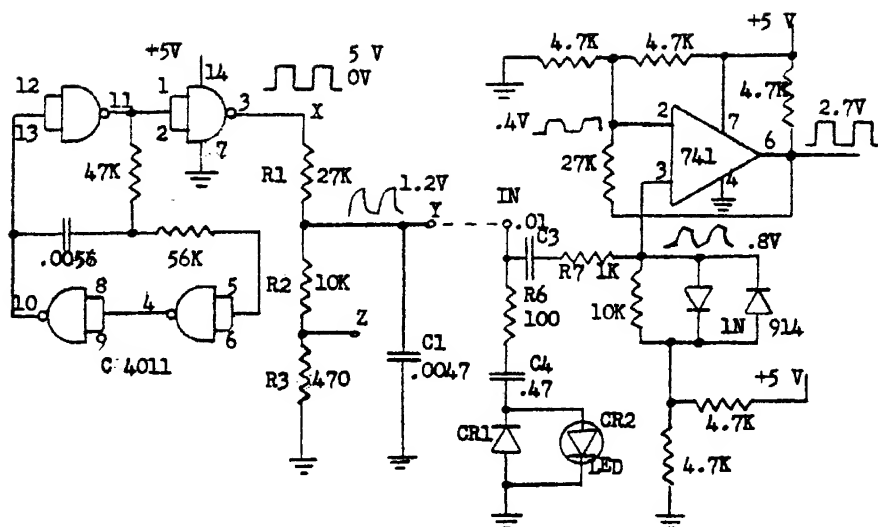 +5V
14
12
13
11
1
2
3
7
5 V
0V
X
47K
R1
27K
.0056
56K
10
8
9
4
5
6
C 4011
1.2V
Y
R2
10K
Z
R3
470
C1
.0047
IN
.01
C3
R7
1K
R6
100
C4
.47
CR1
CR2
LED
4.7K
4.7K
+5 V
4.7K
.4V
2
7
741
6
2.7V
27K
3
4
.8V
10K
1N
914
+5 V
4.7K
4.7K